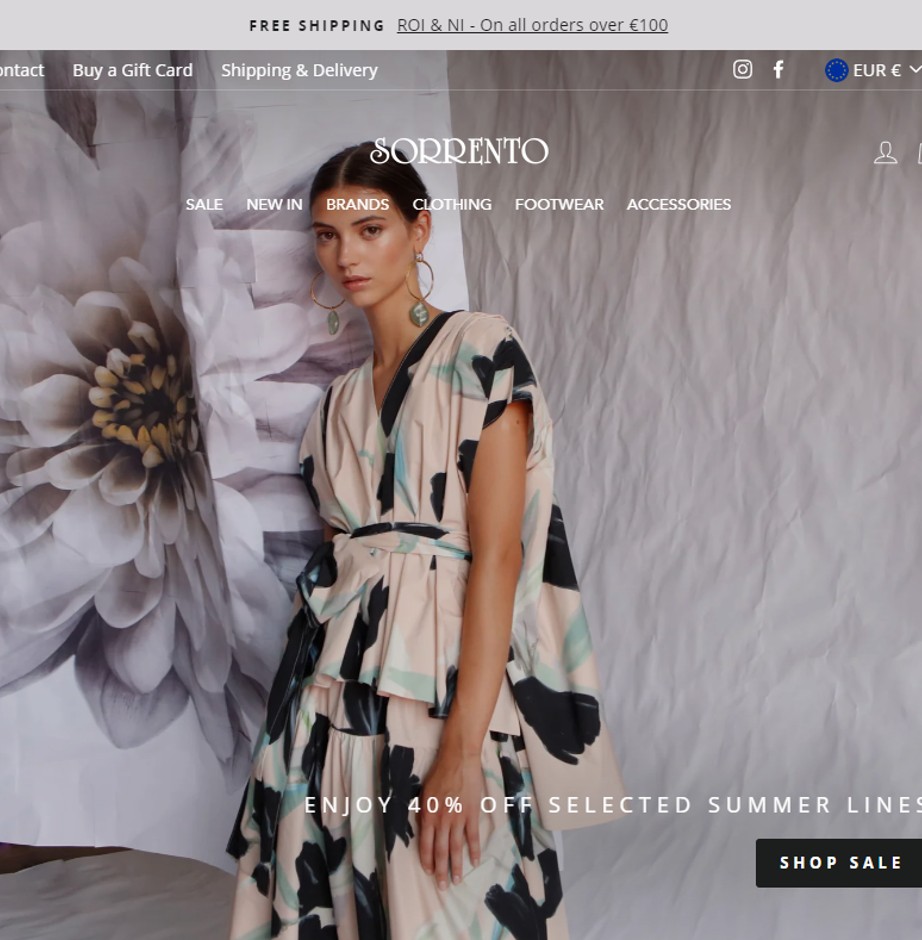 FREE SHIPPING ROI & NI - On all orders over €100
ontact Buy a Gift Card Shipping & Delivery EUR €
SORRENTO
SALE NEW IN BRANDS CLOTHING FOOTWEAR ACCESSORIES
ENJOY 40% OFF SELECTED SUMMER LINES
SHOP SALE